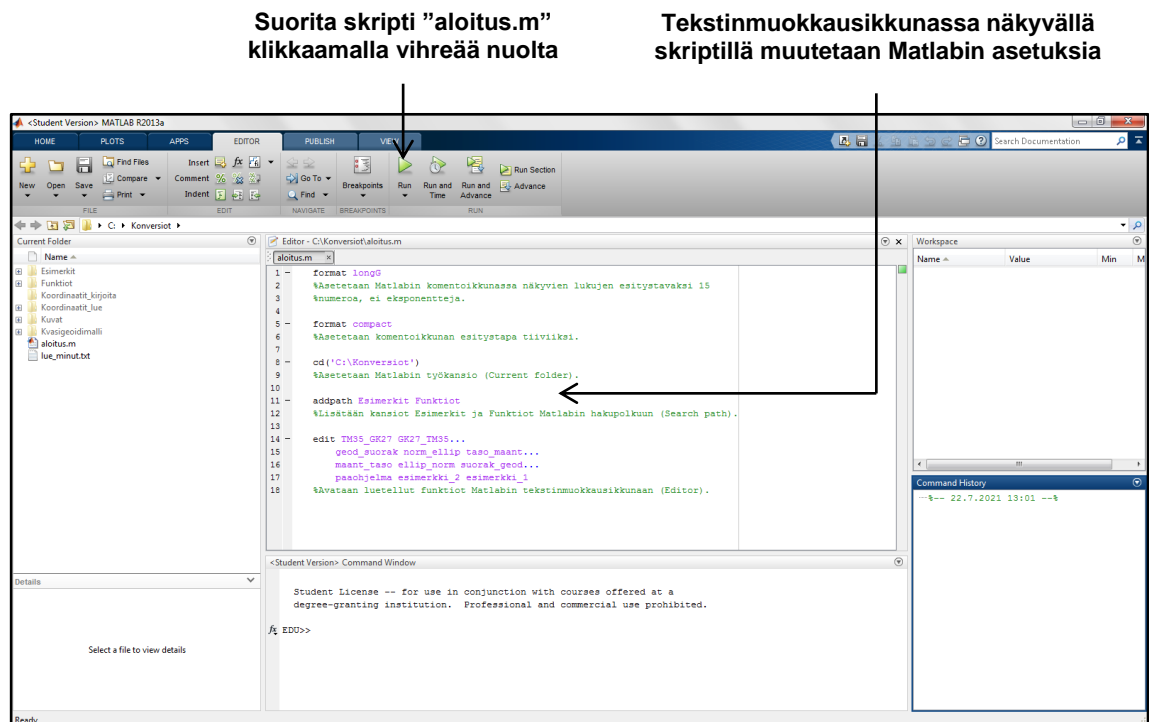 Suorita skripti ”aloitus.m”
klikkaamalla vihreää nuolta
Tekstinmuokkausikkunassa näkyvällä
skriptillä muutetaan Matlabin asetuksia
<Student Version> MATLAB R2013a
HOME PLOTS APPS EDITOR PUBLISH VIEW
Search Documentation
New Open Save
Find Files
Compare
Print
FILE
Insert
Comment
Indent
EDIT
Go To
Find
NAVIGATE
Breakpoints
BREAKPOINTS
Run
Run and
Time
Run and
Advance
Run Section
Advance
RUN
C: Konversiot
Current Folder
Name
Esimerkit
Funktiot
Koordinaatit_kirjoita
Koordinaatit_lue
Kuvat
Kvasigeoidimalli
aloitus.m
lue_minut.txt
Details
Select a file to view details
Editor - C:\Konversiot\aloitus.m
aloitus.m
1 format longG
2 %Asetetaan Matlabin komentoikkunassa näkyvien lukujen esitystavaksi 15
3 %numeroa, ei eksponentteja.
4
5 format compact
6 %Asetetaan komentoikkunan esitystapa tiiviiksi.
7
8 cd('C:\Konversiot')
9 %Asetetaan Matlabin työkansio (Current folder).
10
11 addpath Esimerkit Funktiot
12 %Lisätään kansiot Esimerkit ja Funktiot Matlabin hakupolkuun (Search path).
13
14 edit TM35_GK27 GK27_TM35...
15 geod_suorak norm_ellip taso_maant...
16 maant_taso ellip_norm suorak_geod...
17 paaohjelma esimerkki_2 esimerkki_1
18 %Avataan luetellut funktiot Matlabin tekstinmuokkausikkunaan (Editor).
<Student Version> Command Window
Student License -- for use in conjunction with courses offered at a
degree-granting institution. Professional and commercial use prohibited.
fx EDU>>
Workspace
Name Value Min M
Command History
%-- 22.7.2021 13:01 --%
Ready